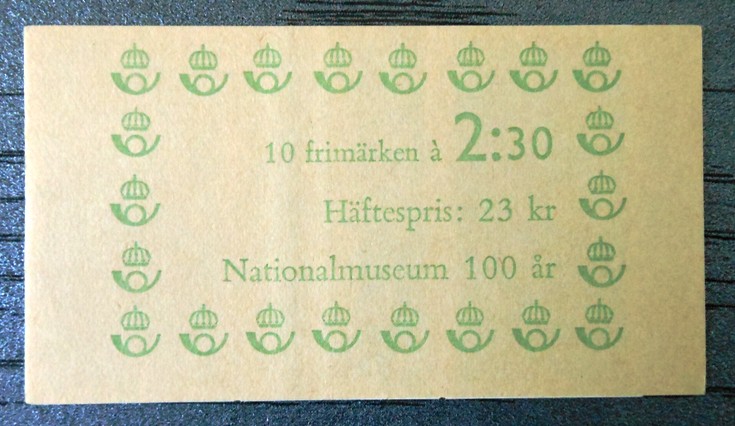 10 frimärken à 2:30
Häftespris: 23 kr
Nationalmuseum 100 år